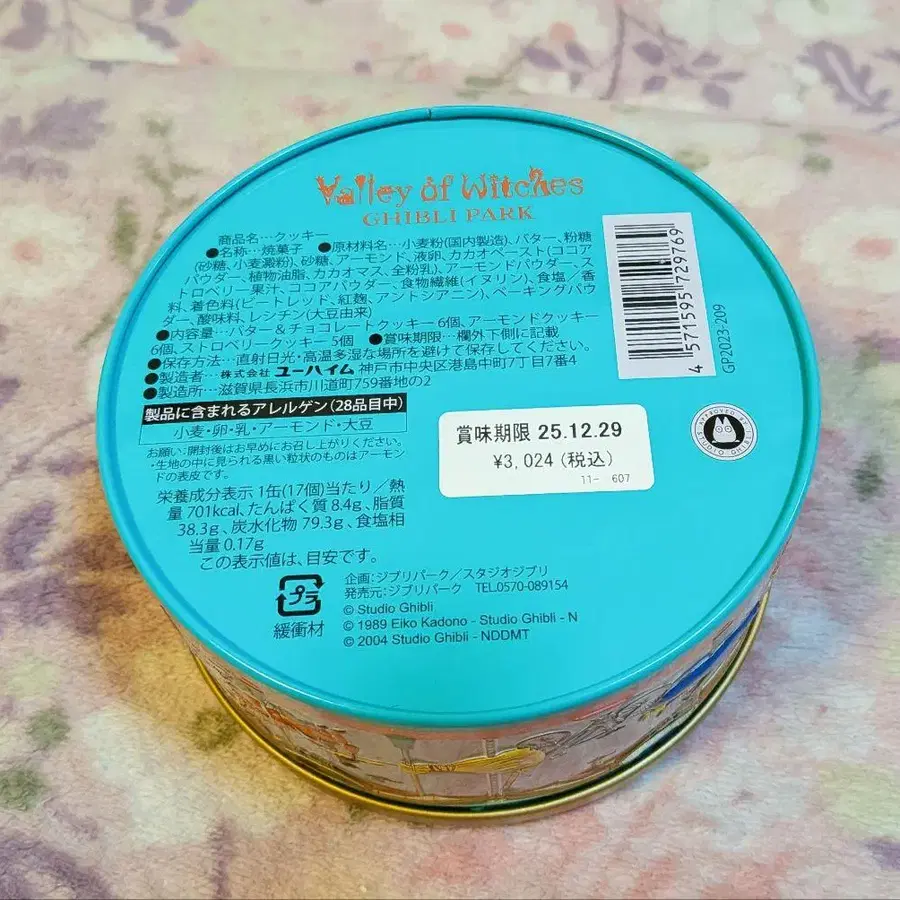 Valley of Witches
GHIBLI PARK
商品名…クッキー
●名称…焼菓子 ●原材料名…小麦粉(国内製造)、バター、粉糖
(砂糖、小麦澱粉)、砂糖、アーモンド、液卵、カカオペースト(ココア
パウダー、植物油脂、カカオマス、全粉乳)、アーモンドパウダー、ス
トロベリー果汁、ココアパウダー、食物繊維(イヌリン)、食塩/香
料、着色料(ビートレッド、紅麹、アントシアニン)、ベーキングパウ
ダー、酸味料、レシチン(大豆由来)
●内容量…バター&チョコレートクッキー 6個、アーモンドクッキー
6個、ストロベリークッキー 5個 ●賞味期限…欄外下側に記載
●保存方法…直射日光・高温多湿な場所を避けて保存してください。
●製造者…株式会社 ユーハイム 神戸市中央区港島中町7丁目7番4
●製造所…滋賀県長浜市川道町759番地の2
製品に含まれるアレルゲン(28品目中)
小麦・卵・乳・アーモンド・大豆
お願い:開封後はお早めにお召し上がりください。
・生地の中に見られる黒い粒状のものはアーモン
ドの表皮です。
栄養成分表示 1缶(17個)当たり/熱
量 701kcal、たんぱく質 8.4g、脂質
38.3g、炭水化物 79.3g、食塩相
当量 0.17g
この表示値は、目安です。
4 571595 729769
GP2023-209
賞味期限 25.12.29
¥3,024 (税込)
11- 607
APPROVED BY STUDIO GHIBLI
プラ
緩衝材
企画:ジブリパーク/スタジオジブリ
発売元:ジブリパーク TEL.0570-089154
© Studio Ghibli
© 1989 Eiko Kadono - Studio Ghibli - N
© 2004 Studio Ghibli - NDDMT